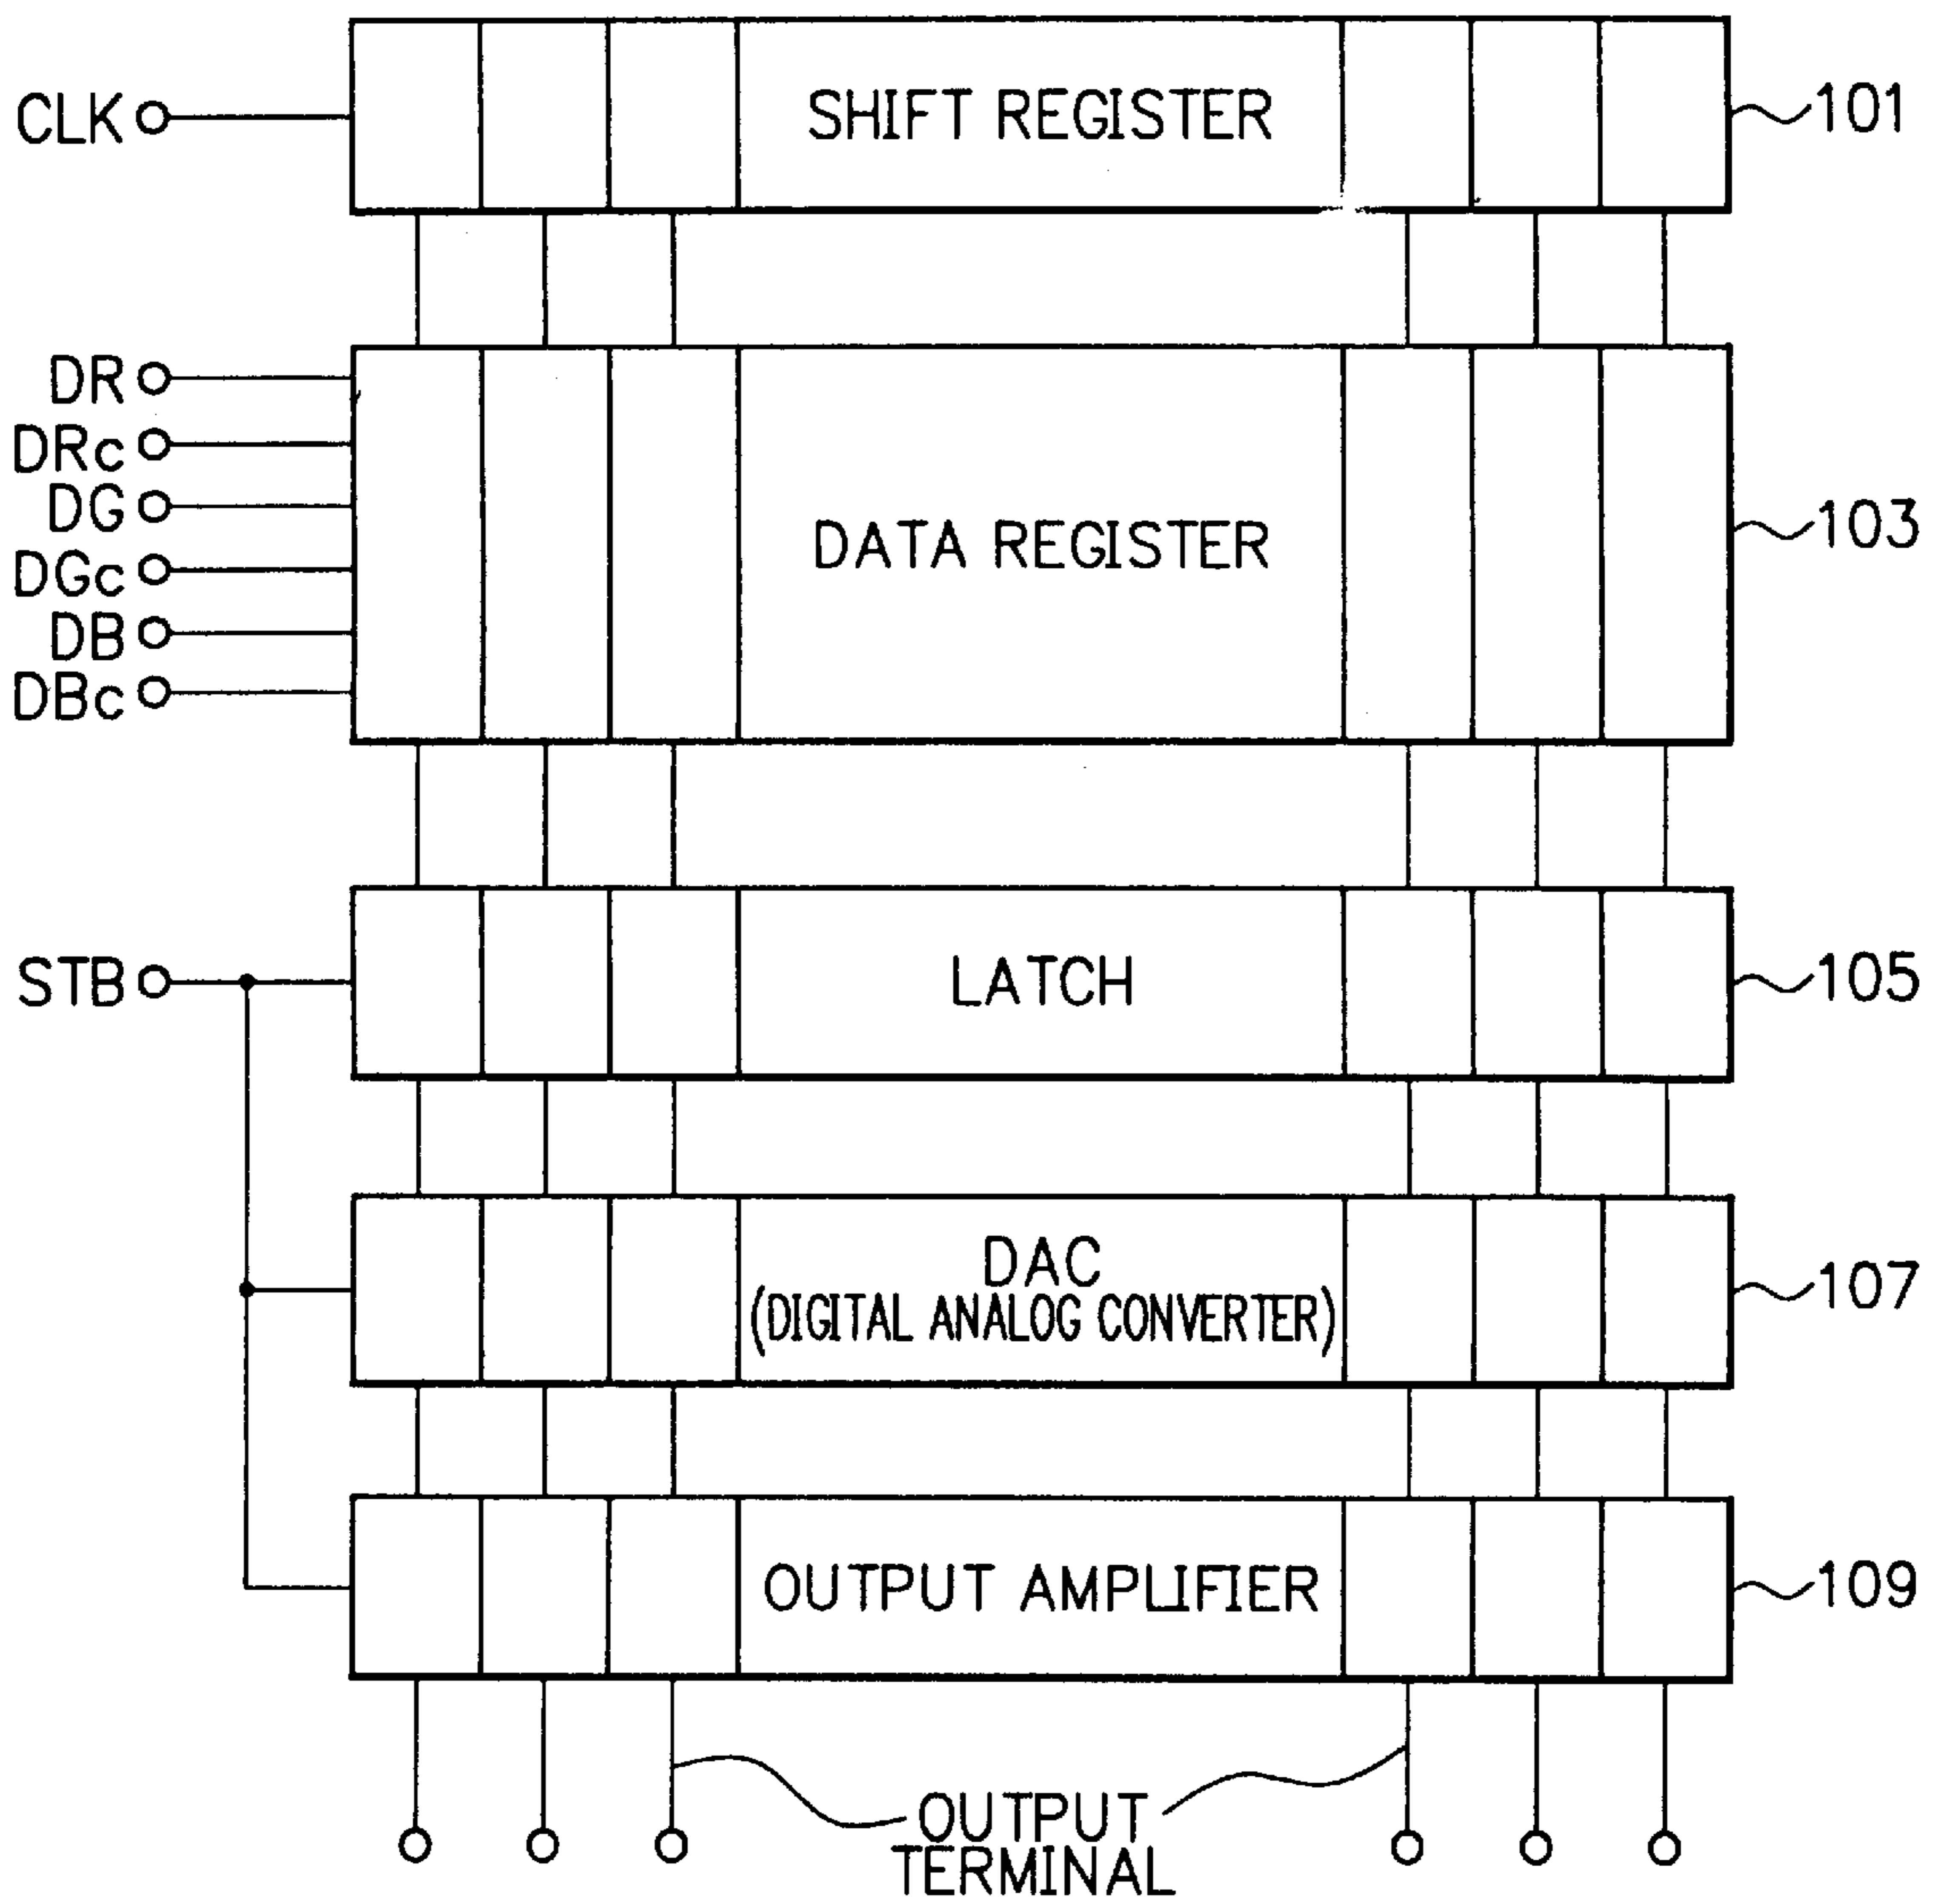 CLK
SHIFT REGISTER
101
DR
DRc
DG
DGc
DB
DBc
DATA REGISTER
103
STB
LATCH
105
DAC
(DIGITAL ANALOG CONVERTER)
107
OUTPUT AMPLIFIER
109
OUTPUT
TERMINAL